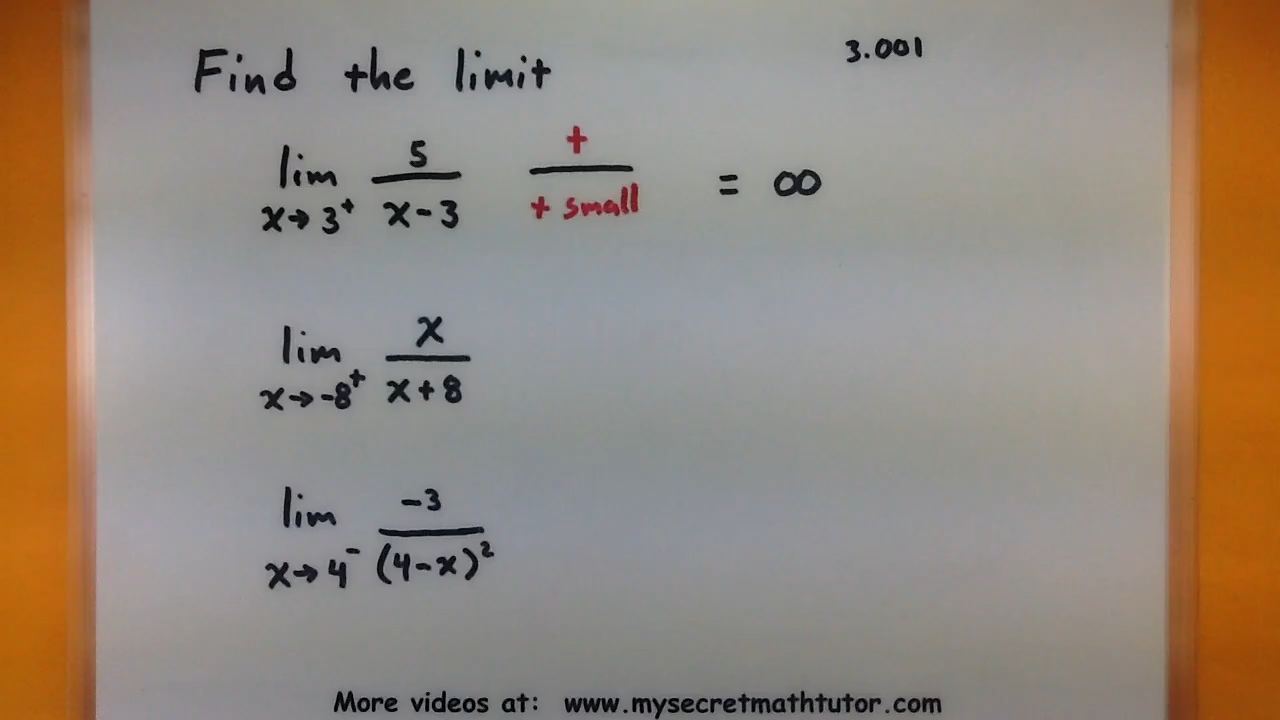 Find the limit
3.001
lim x→3⁺ 5/(x-3) +/(+ small) = ∞
lim x→-8⁺ x/(x+8)
lim x→4⁻ -3/(4-x)²
More videos at: www.mysecretmathtutor.com